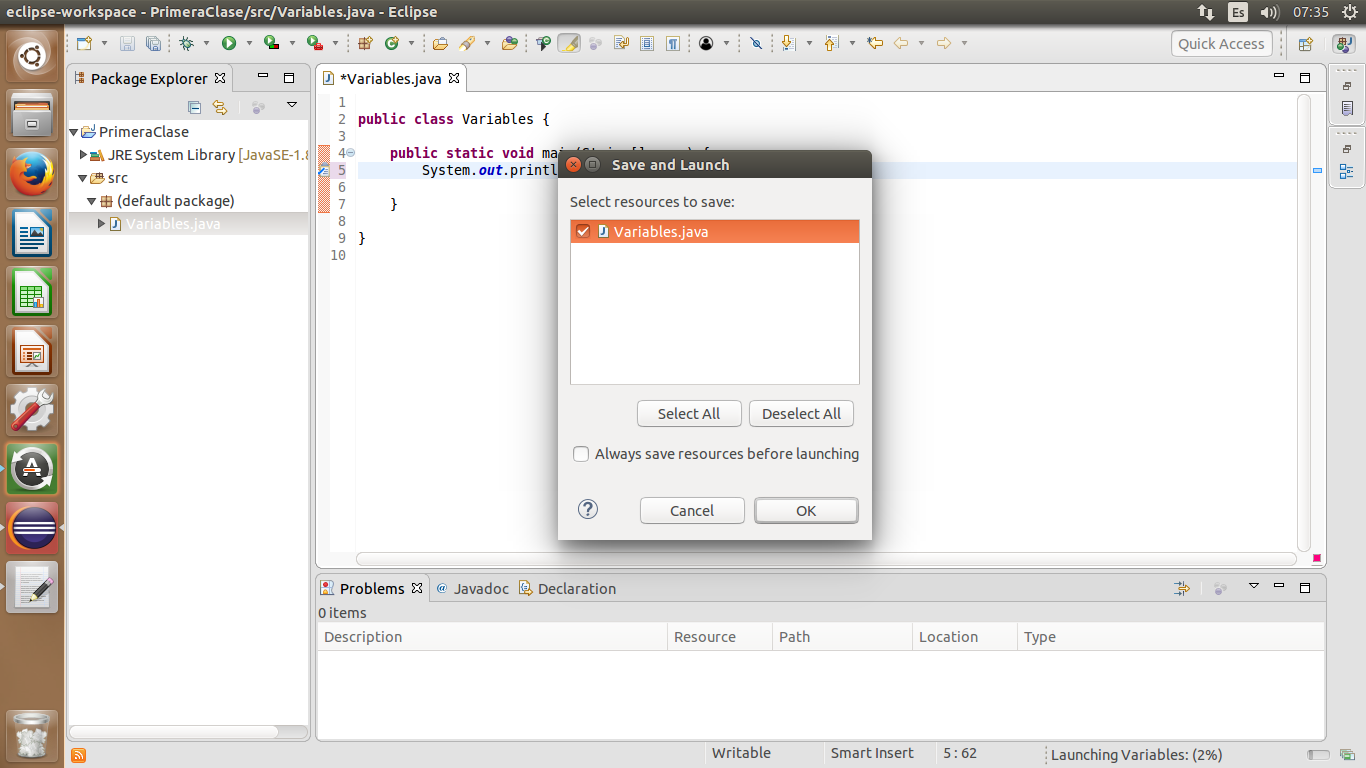 eclipse-workspace - PrimeraClase/src/Variables.java - Eclipse
Es
07:35
Quick Access
Package Explorer
PrimeraClase
JRE System Library [JavaSE-1.8
src
(default package)
Variables.java
*Variables.java
1
2 public class Variables {
3
4 public static void
5 System.out.println
6
7 }
8
9 }
10
Save and Launch
Select resources to save:
Variables.java
Select All Deselect All
Always save resources before launching
? Cancel OK
Problems @ Javadoc Declaration
0 items
Description Resource Path Location Type
Writable Smart Insert 5 : 62 Launching Variables: (2%)